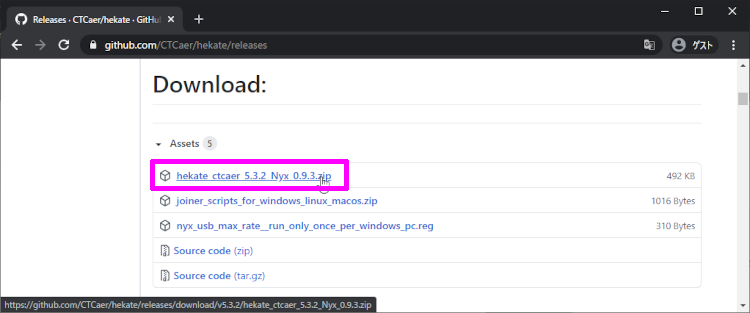 Releases · CTCaer/hekate · GitHub
github.com/CTCaer/hekate/releases
ゲスト
Download:
Assets 5
hekate_ctcaer_5.3.2_Nyx_0.9.3.zip 492 KB
joiner_scripts_for_windows_linux_macos.zip 1016 Bytes
nyx_usb_max_rate__run_only_once_per_windows_pc.reg 310 Bytes
Source code (zip)
Source code (tar.gz)
https://github.com/CTCaer/hekate/releases/download/v5.3.2/hekate_ctcaer_5.3.2_Nyx_0.9.3.zip